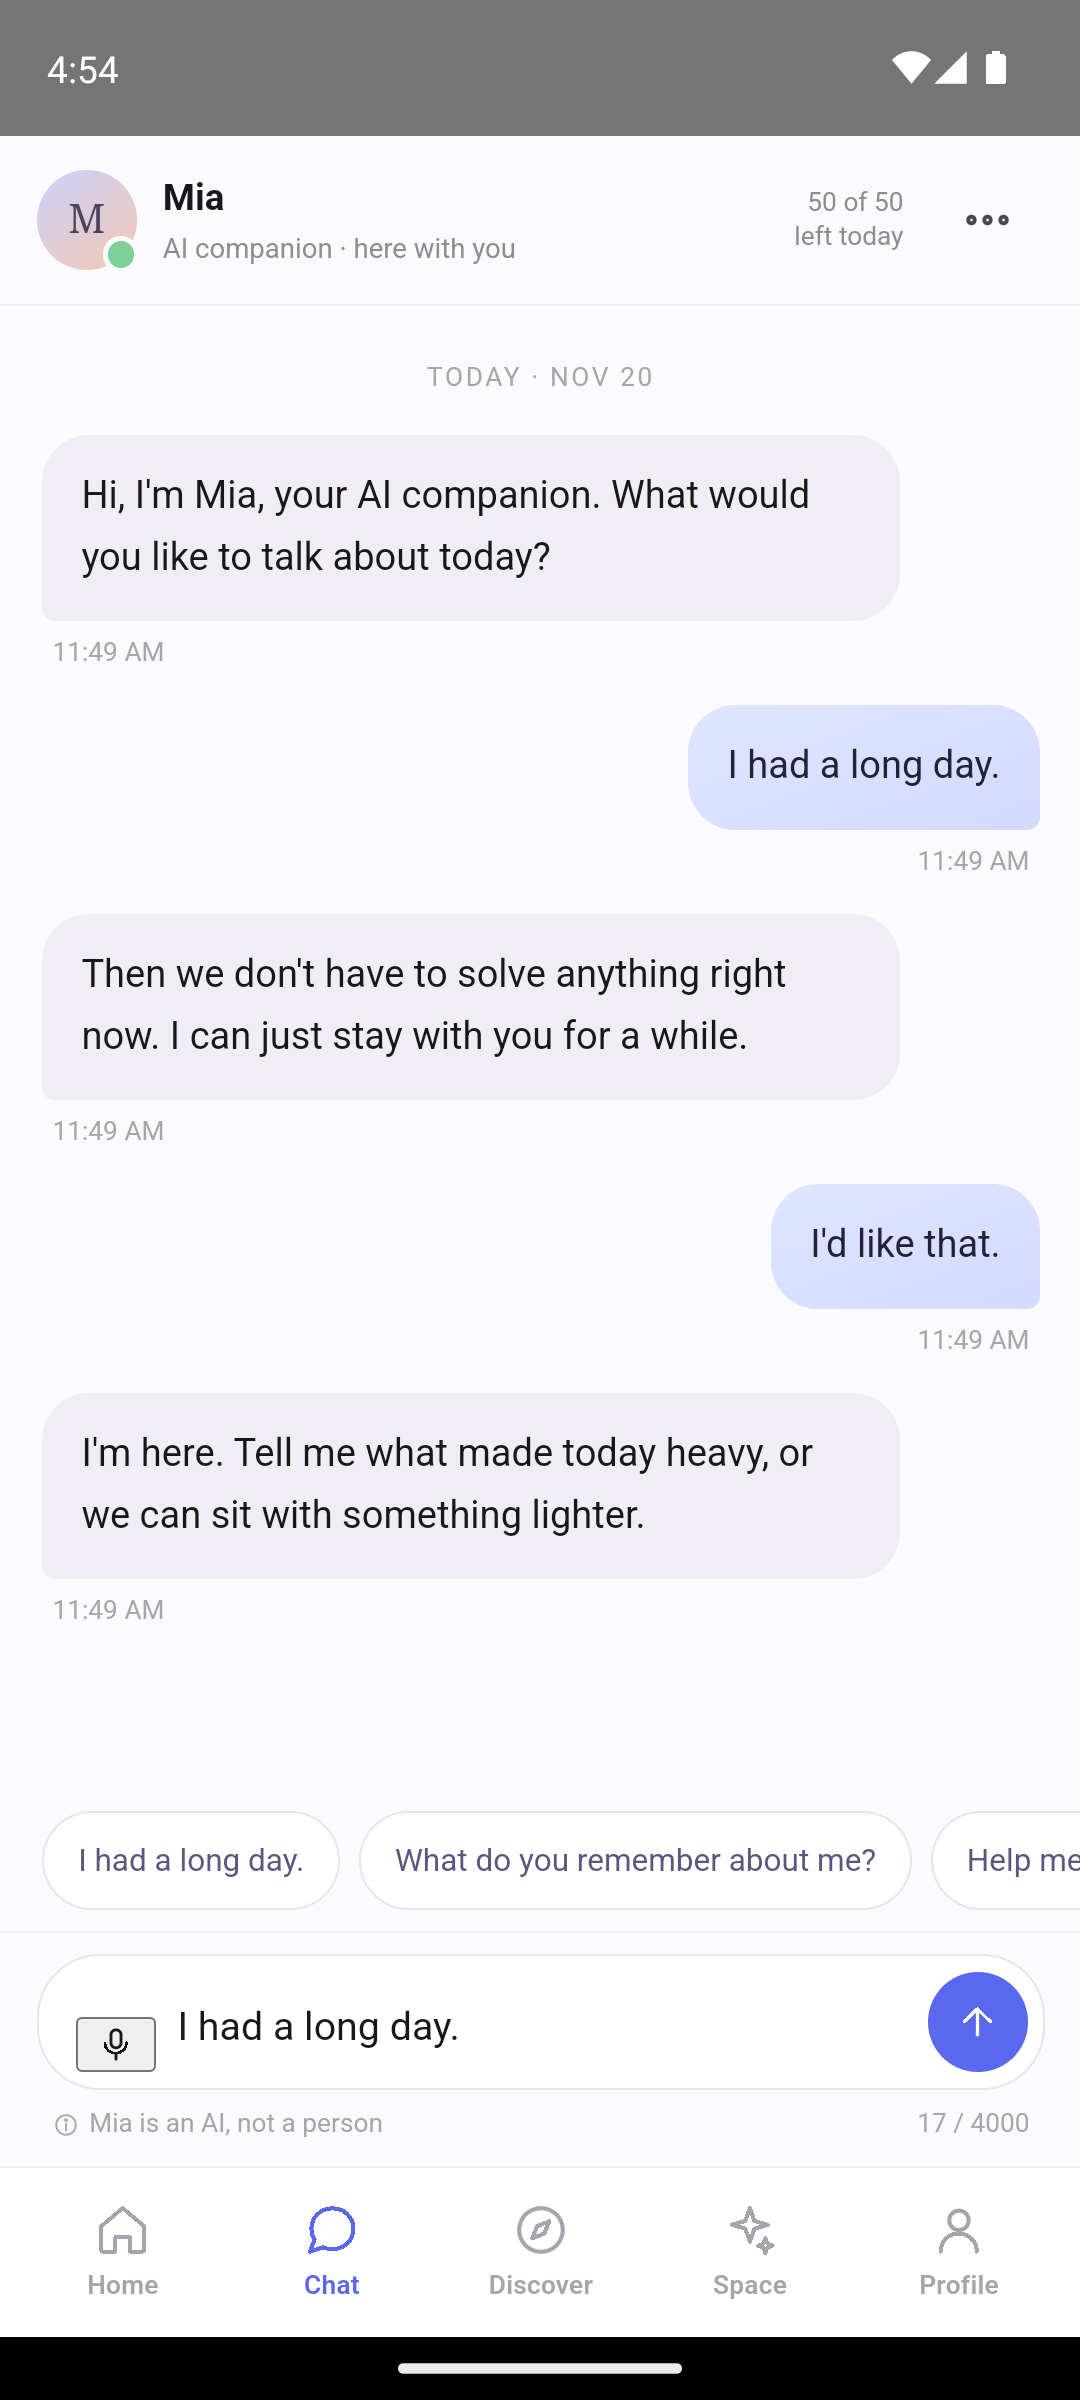 4:54
M
Mia
AI companion · here with you
50 of 50
left today
TODAY · NOV 20
Hi, I'm Mia, your AI companion. What would
you like to talk about today?
11:49 AM
I had a long day.
11:49 AM
Then we don't have to solve anything right
now. I can just stay with you for a while.
11:49 AM
I'd like that.
11:49 AM
I'm here. Tell me what made today heavy, or
we can sit with something lighter.
11:49 AM
I had a long day.
What do you remember about me?
Help me
I had a long day.
Mia is an AI, not a person
17 / 4000
Home
Chat
Discover
Space
Profile